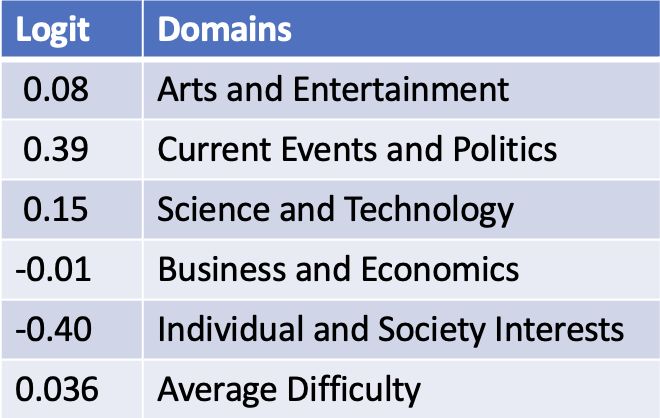 Logit Domains
0.08 Arts and Entertainment
0.39 Current Events and Politics
0.15 Science and Technology
-0.01 Business and Economics
-0.40 Individual and Society Interests
0.036 Average Difficulty